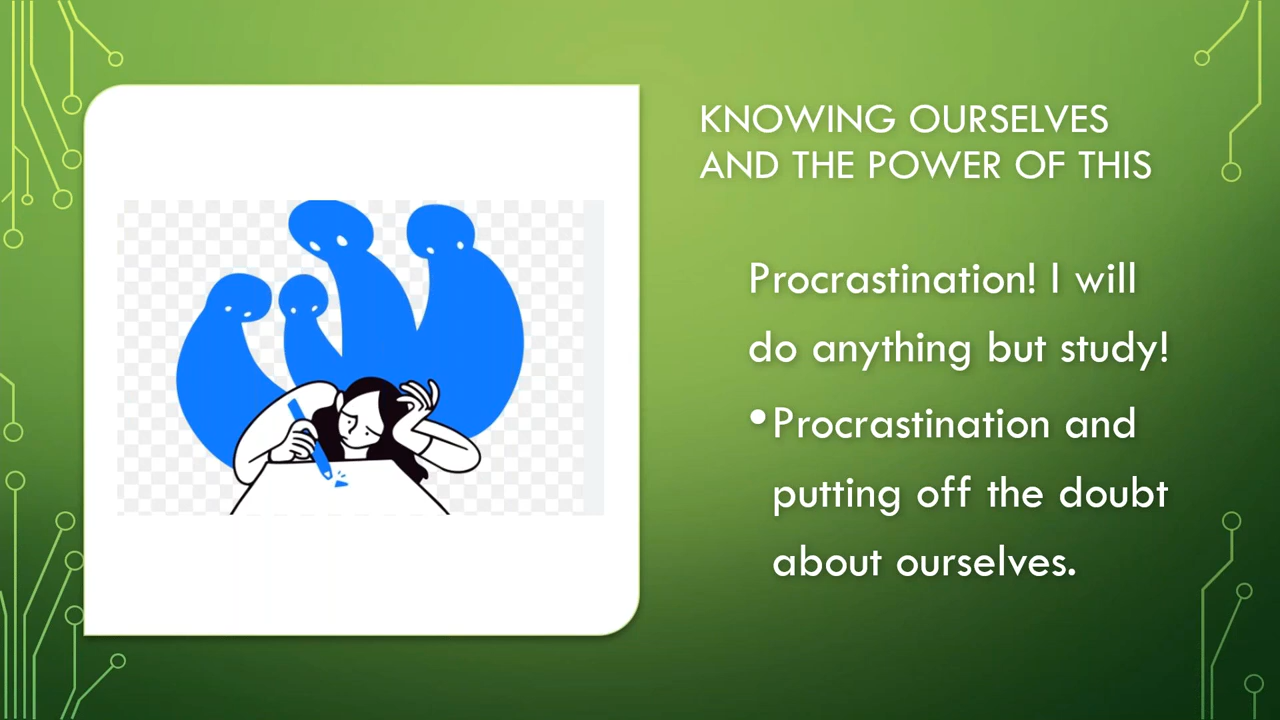 KNOWING OURSELVES
AND THE POWER OF THIS
Procrastination! I will
do anything but study!
•Procrastination and
putting off the doubt
about ourselves.